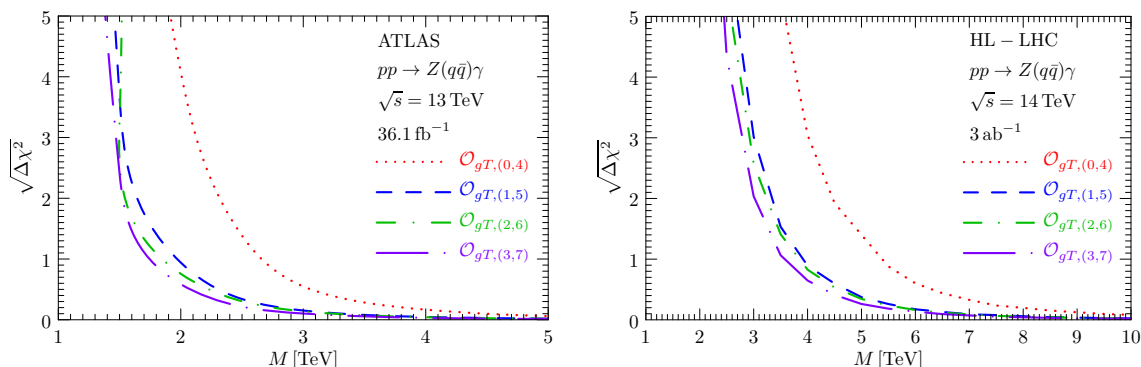 5
4
3
2
1
0
√Δχ²
ATLAS
pp → Z(qq̄)γ
√s = 13 TeV
36.1 fb⁻¹
𝒪gT,(0,4)
𝒪gT,(1,5)
𝒪gT,(2,6)
𝒪gT,(3,7)
1 2 3 4 5
M [TeV]
5
4
3
2
1
0
√Δχ²
HL − LHC
pp → Z(qq̄)γ
√s = 14 TeV
3 ab⁻¹
𝒪gT,(0,4)
𝒪gT,(1,5)
𝒪gT,(2,6)
𝒪gT,(3,7)
1 2 3 4 5 6 7 8 9 10
M [TeV]